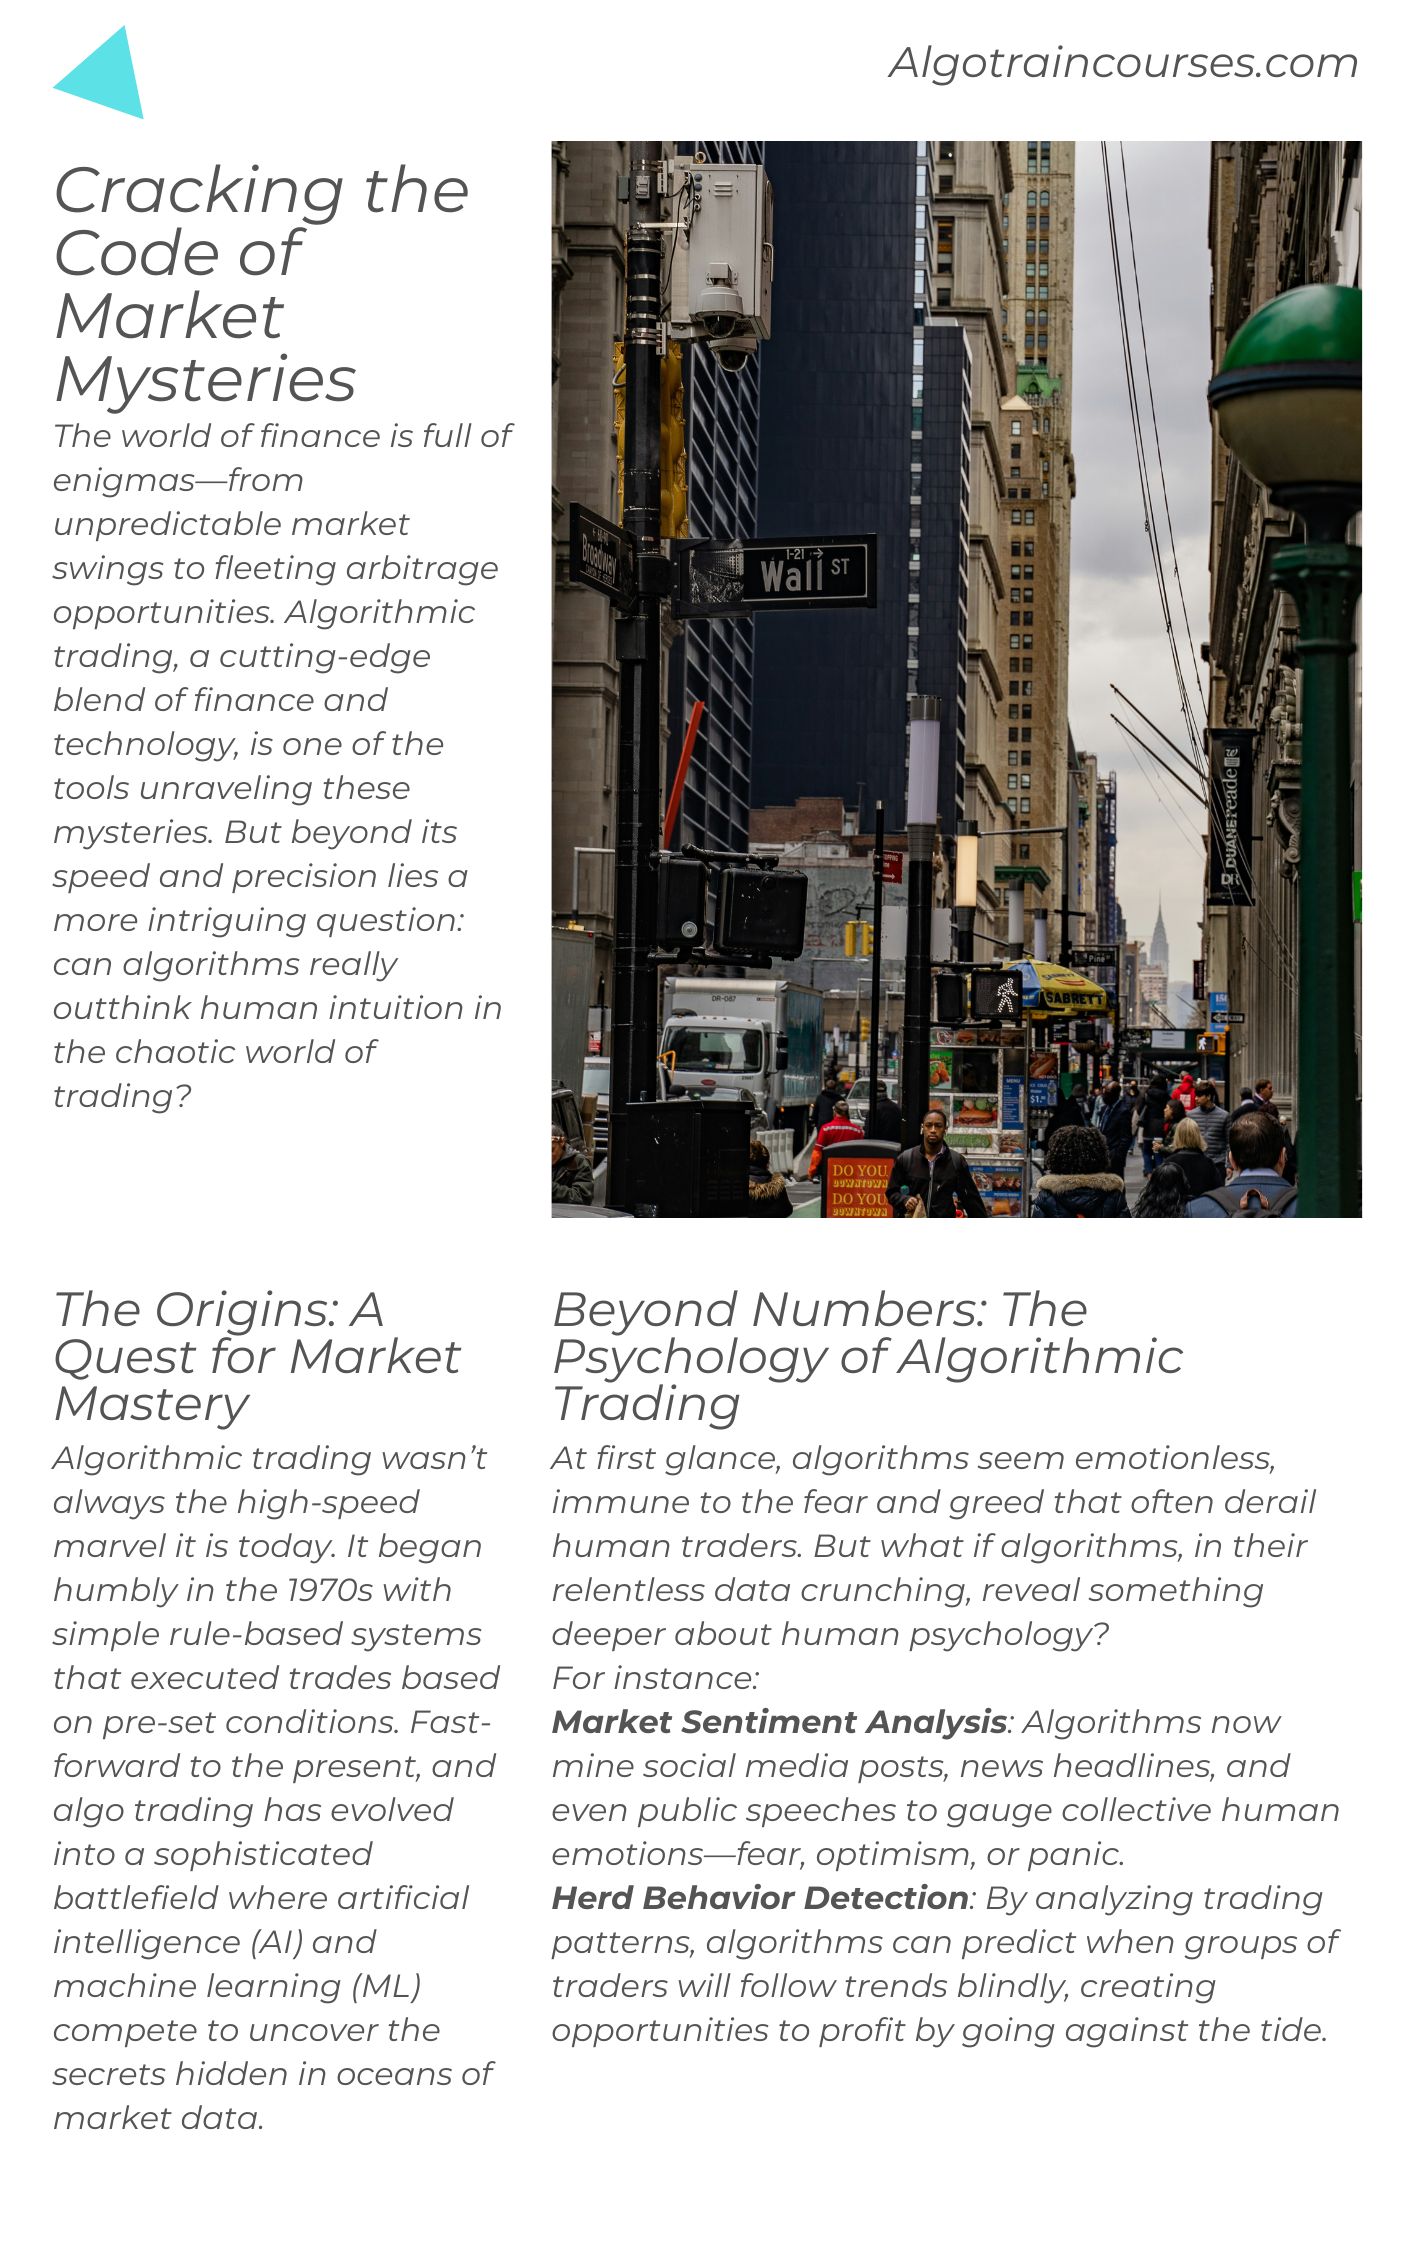 Algotraincourses.com
Cracking the
Code of
Market
Mysteries
The world of finance is full of
enigmas—from
unpredictable market
swings to fleeting arbitrage
opportunities. Algorithmic
trading, a cutting-edge
blend of finance and
technology, is one of the
tools unraveling these
mysteries. But beyond its
speed and precision lies a
more intriguing question:
can algorithms really
outthink human intuition in
the chaotic world of
trading?
Broadway
1-21 →
Wall ST
DUANEreade
DR
Pine
DR-087
SABRETT
MENU
DO YOU
DOWNTOWN
DO YOU
DOWNTOWN
The Origins: A
Quest for Market
Mastery
Algorithmic trading wasn’t
always the high-speed
marvel it is today. It began
humbly in the 1970s with
simple rule-based systems
that executed trades based
on pre-set conditions. Fast-
forward to the present, and
algo trading has evolved
into a sophisticated
battlefield where artificial
intelligence (AI) and
machine learning (ML)
compete to uncover the
secrets hidden in oceans of
market data.
Beyond Numbers: The
Psychology of Algorithmic
Trading
At first glance, algorithms seem emotionless,
immune to the fear and greed that often derail
human traders. But what if algorithms, in their
relentless data crunching, reveal something
deeper about human psychology?
For instance:
Market Sentiment Analysis: Algorithms now
mine social media posts, news headlines, and
even public speeches to gauge collective human
emotions—fear, optimism, or panic.
Herd Behavior Detection: By analyzing trading
patterns, algorithms can predict when groups of
traders will follow trends blindly, creating
opportunities to profit by going against the tide.